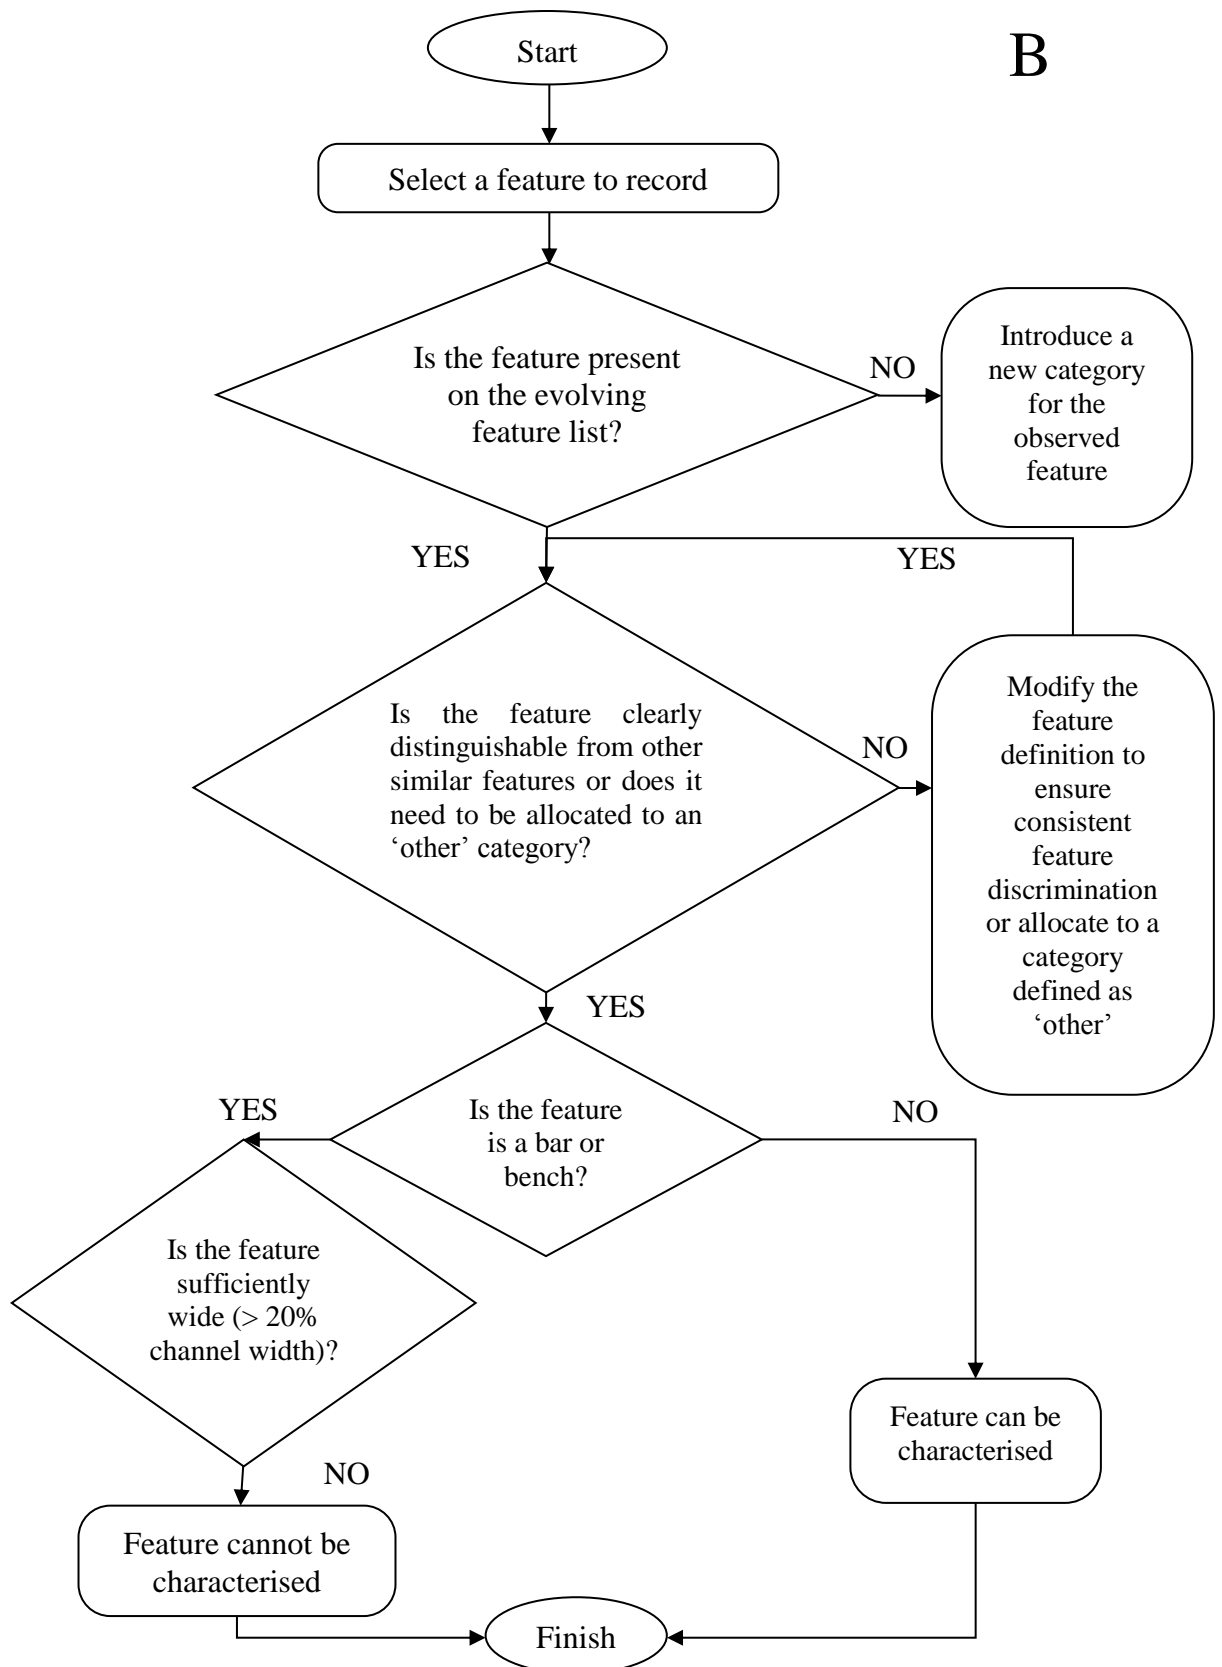 B
Start
Select a feature to record
Is the feature present
on the evolving
feature list?
NO
Introduce a
new category
for the
observed
feature
YES
YES
Is the feature clearly
distinguishable from other
similar features or does it
need to be allocated to an
‘other’ category?
NO
Modify the
feature
definition to
ensure
consistent
feature
discrimination
or allocate to a
category
defined as
‘other’
YES
Is the feature
is a bar or
bench?
YES
NO
Is the feature
sufficiently
wide (> 20%
channel width)?
NO
Feature can be
characterised
Feature cannot be
characterised
Finish